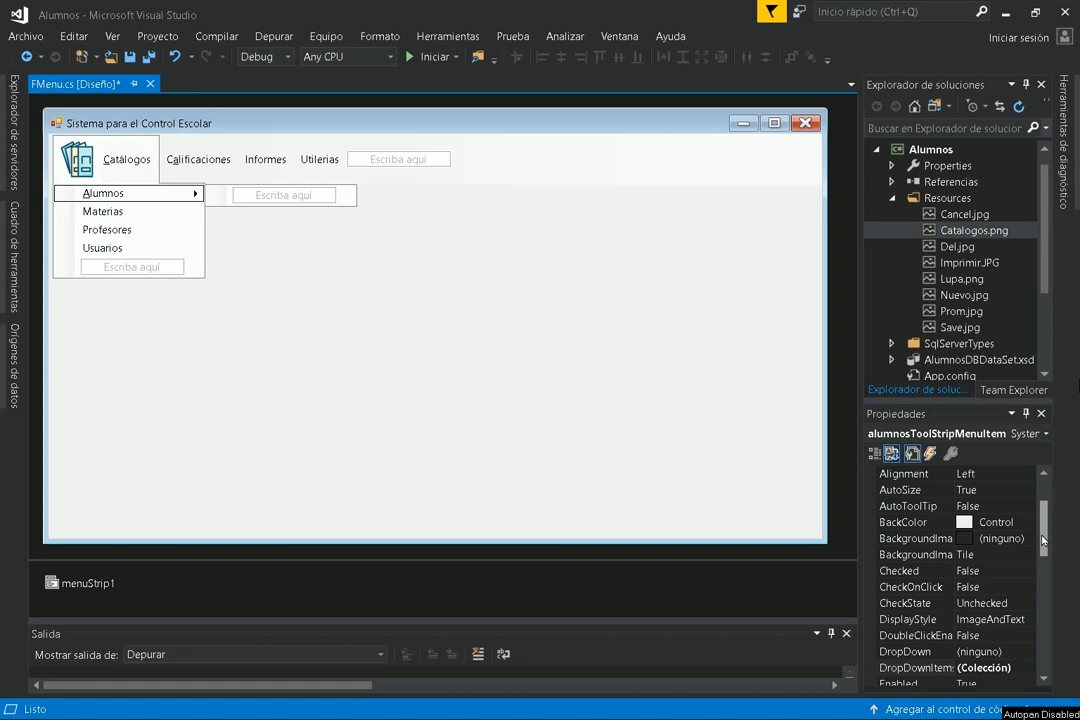 Alumnos - Microsoft Visual Studio
Inicio rápido (Ctrl+Q)
Archivo Editar Ver Proyecto Compilar Depurar Equipo Formato Herramientas Prueba Analizar Ventana Ayuda
Iniciar sesión
Debug Any CPU Iniciar
Explorador de servidores
Cuadro de herramientas
Orígenes de datos
FMenu.cs [Diseño]*
Sistema para el Control Escolar
Catálogos Calificaciones Informes Utilerias Escriba aquí
Alumnos Escriba aquí
Materias
Profesores
Usuarios
Escriba aquí
menuStrip1
Salida
Mostrar salida de: Depurar
Explorador de soluciones
Buscar en Explorador de solucion
Alumnos
Properties
Referencias
Resources
Cancel.jpg
Catalogos.png
Del.jpg
Imprimir.JPG
Lupa.png
Nuevo.jpg
Prom.jpg
Save.jpg
SqlServerTypes
AlumnosDBDataSet.xsd
App.config
Explorador de soluc... Team Explorer
Herramientas de diagnóstico
Propiedades
alumnosToolStripMenuItem Syster
Alignment Left
AutoSize True
AutoToolTip False
BackColor Control
BackgroundIma (ninguno)
BackgroundIma Tile
Checked False
CheckOnClick False
CheckState Unchecked
DisplayStyle ImageAndText
DoubleClickEna False
DropDown (ninguno)
DropDownItem: (Colección)
Enabled True
Listo
Agregar al control de có
Autopan Disabled